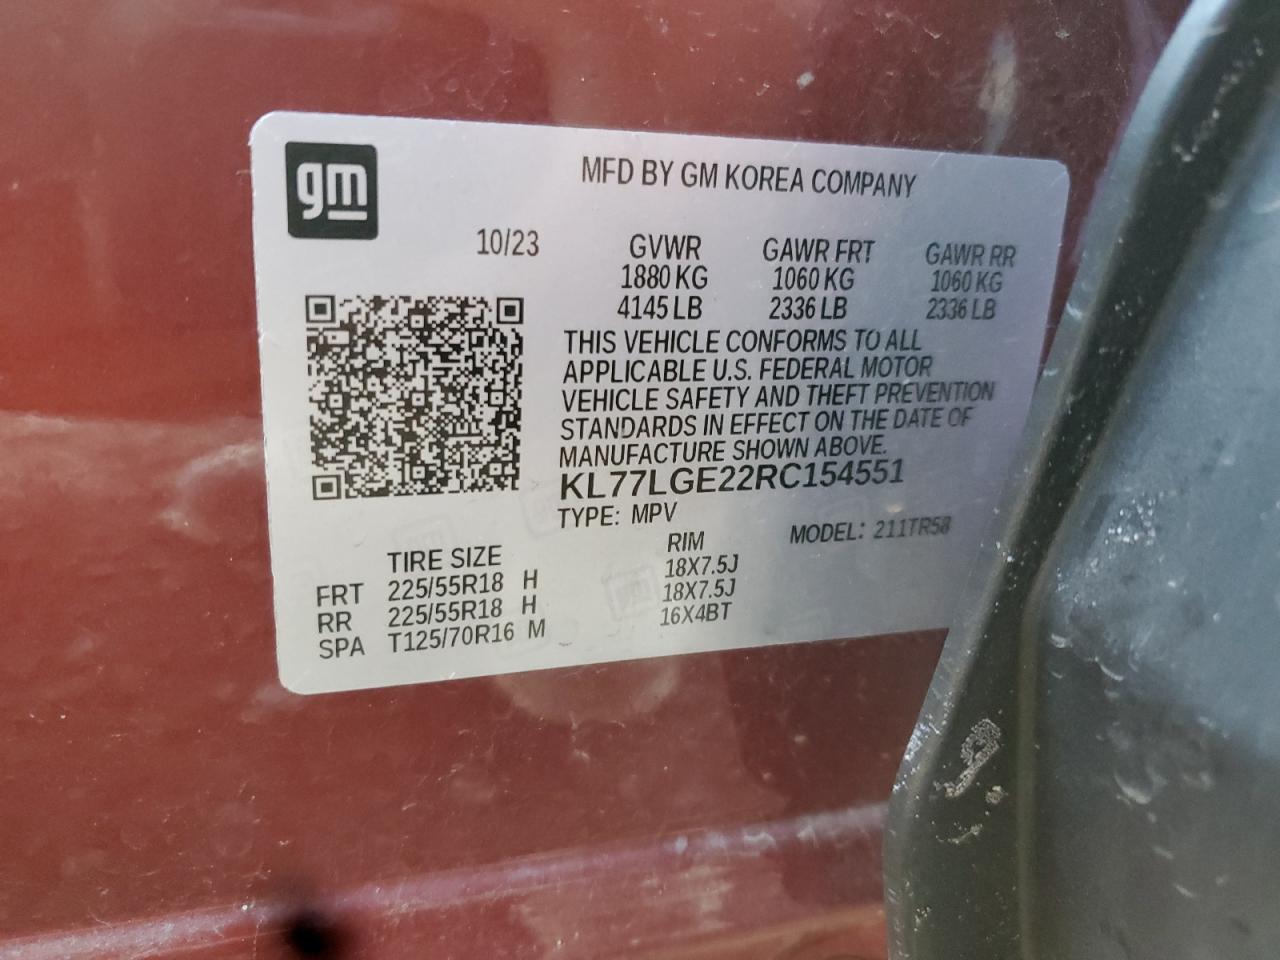 gm
MFD BY GM KOREA COMPANY
10/23 GVWR GAWR FRT GAWR RR
1880 KG 1060 KG 1060 KG
4145 LB 2336 LB 2336 LB
THIS VEHICLE CONFORMS TO ALL
APPLICABLE U.S. FEDERAL MOTOR
VEHICLE SAFETY AND THEFT PREVENTION
STANDARDS IN EFFECT ON THE DATE OF
MANUFACTURE SHOWN ABOVE.
KL77LGE22RC154551
TYPE: MPV MODEL: 211TR58
TIRE SIZE RIM
FRT 225/55R18 H 18X7.5J
RR 225/55R18 H 18X7.5J
SPA T125/70R16 M 16X4BT